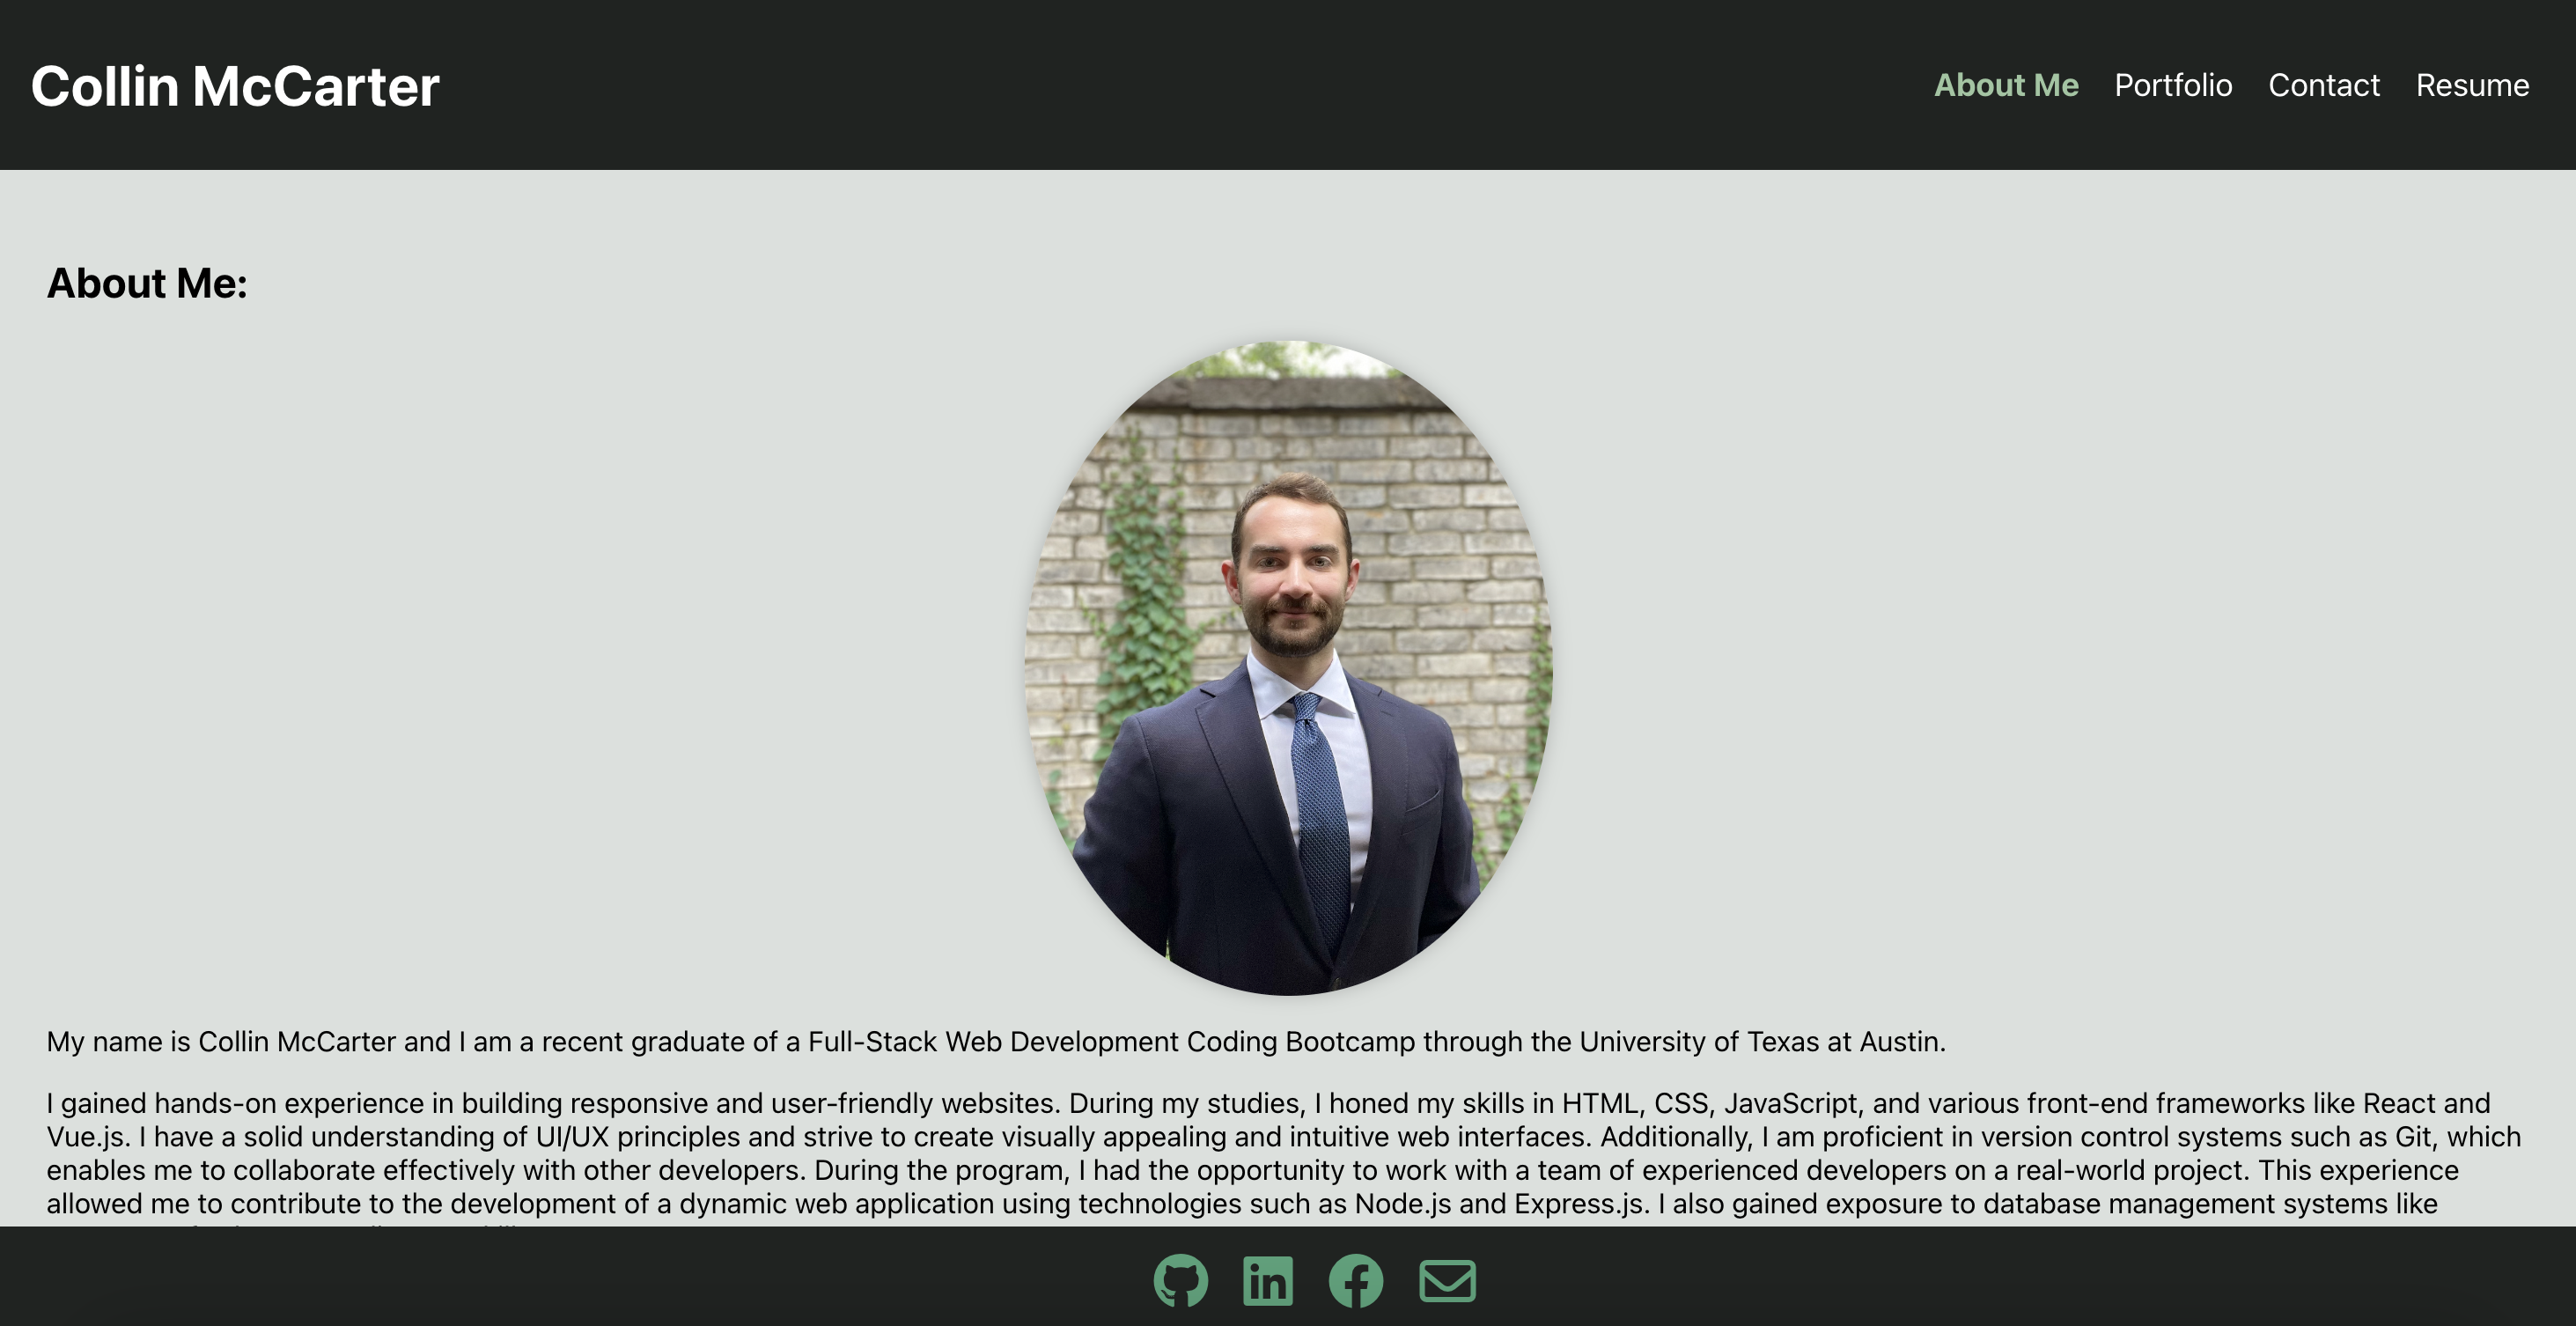 Collin McCarter
About Me Portfolio Contact Resume
About Me:
My name is Collin McCarter and I am a recent graduate of a Full-Stack Web Development Coding Bootcamp through the University of Texas at Austin.
I gained hands-on experience in building responsive and user-friendly websites. During my studies, I honed my skills in HTML, CSS, JavaScript, and various front-end frameworks like React and
Vue.js. I have a solid understanding of UI/UX principles and strive to create visually appealing and intuitive web interfaces. Additionally, I am proficient in version control systems such as Git, which
enables me to collaborate effectively with other developers. During the program, I had the opportunity to work with a team of experienced developers on a real-world project. This experience
allowed me to contribute to the development of a dynamic web application using technologies such as Node.js and Express.js. I also gained exposure to database management systems like